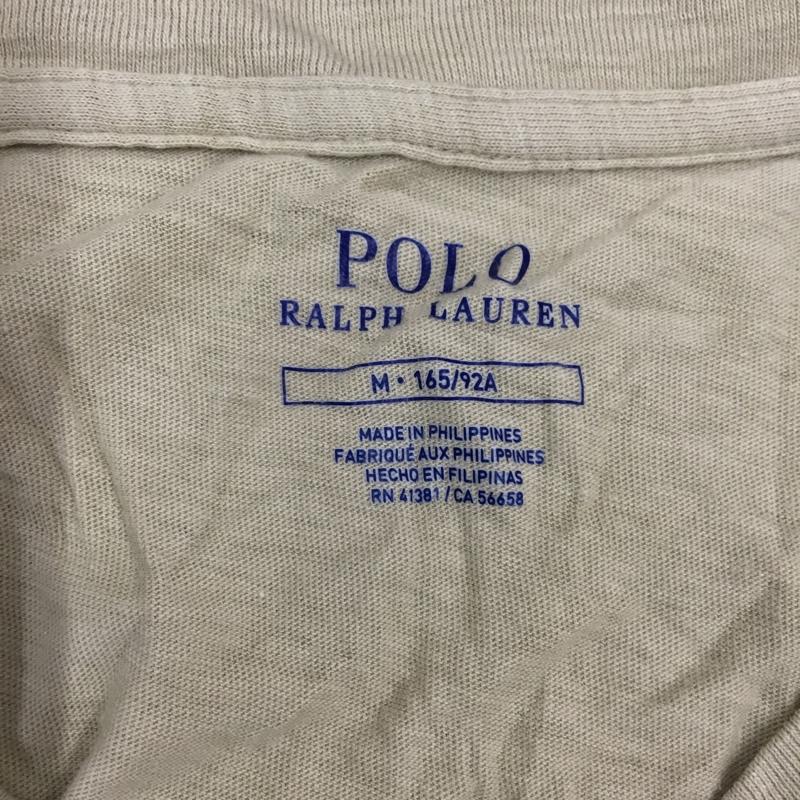 POLO
RALPH LAUREN
M • 165/92A
MADE IN PHILIPPINES
FABRIQUÉ AUX PHILIPPINES
HECHO EN FILIPINAS
RN 41381 / CA 56658